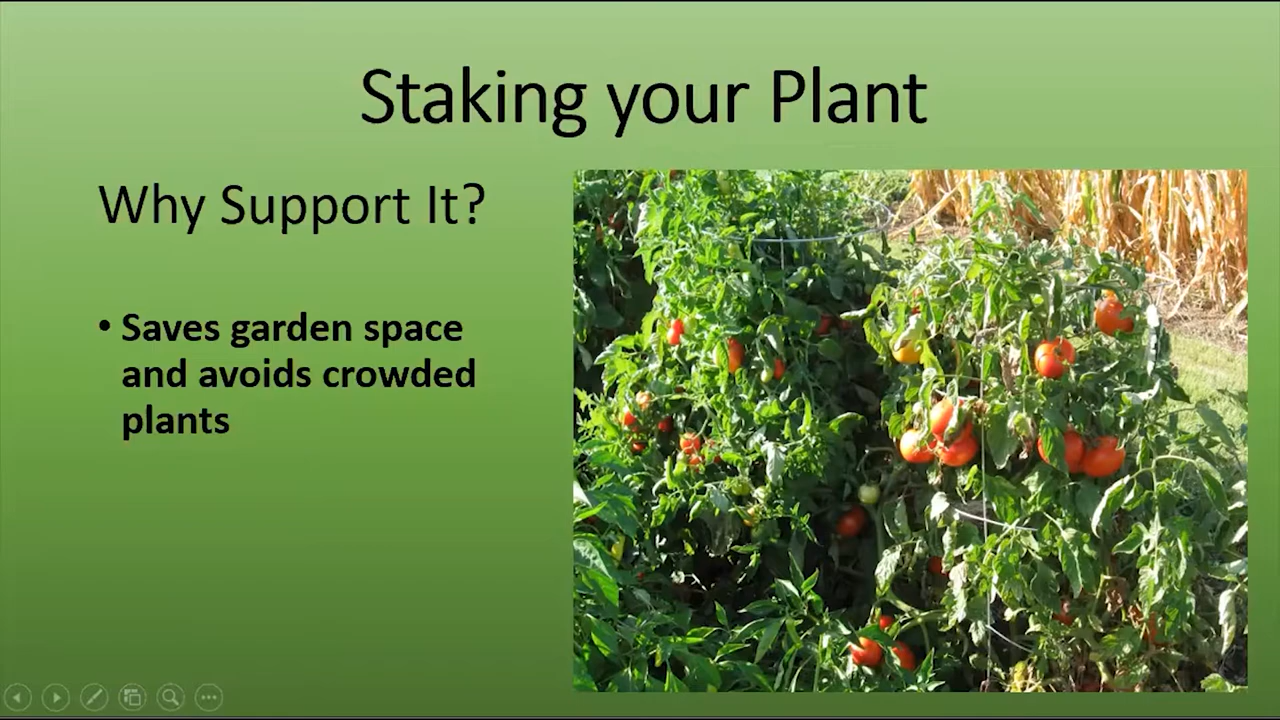 Staking your Plant
Why Support It?
• Saves garden space
and avoids crowded
plants